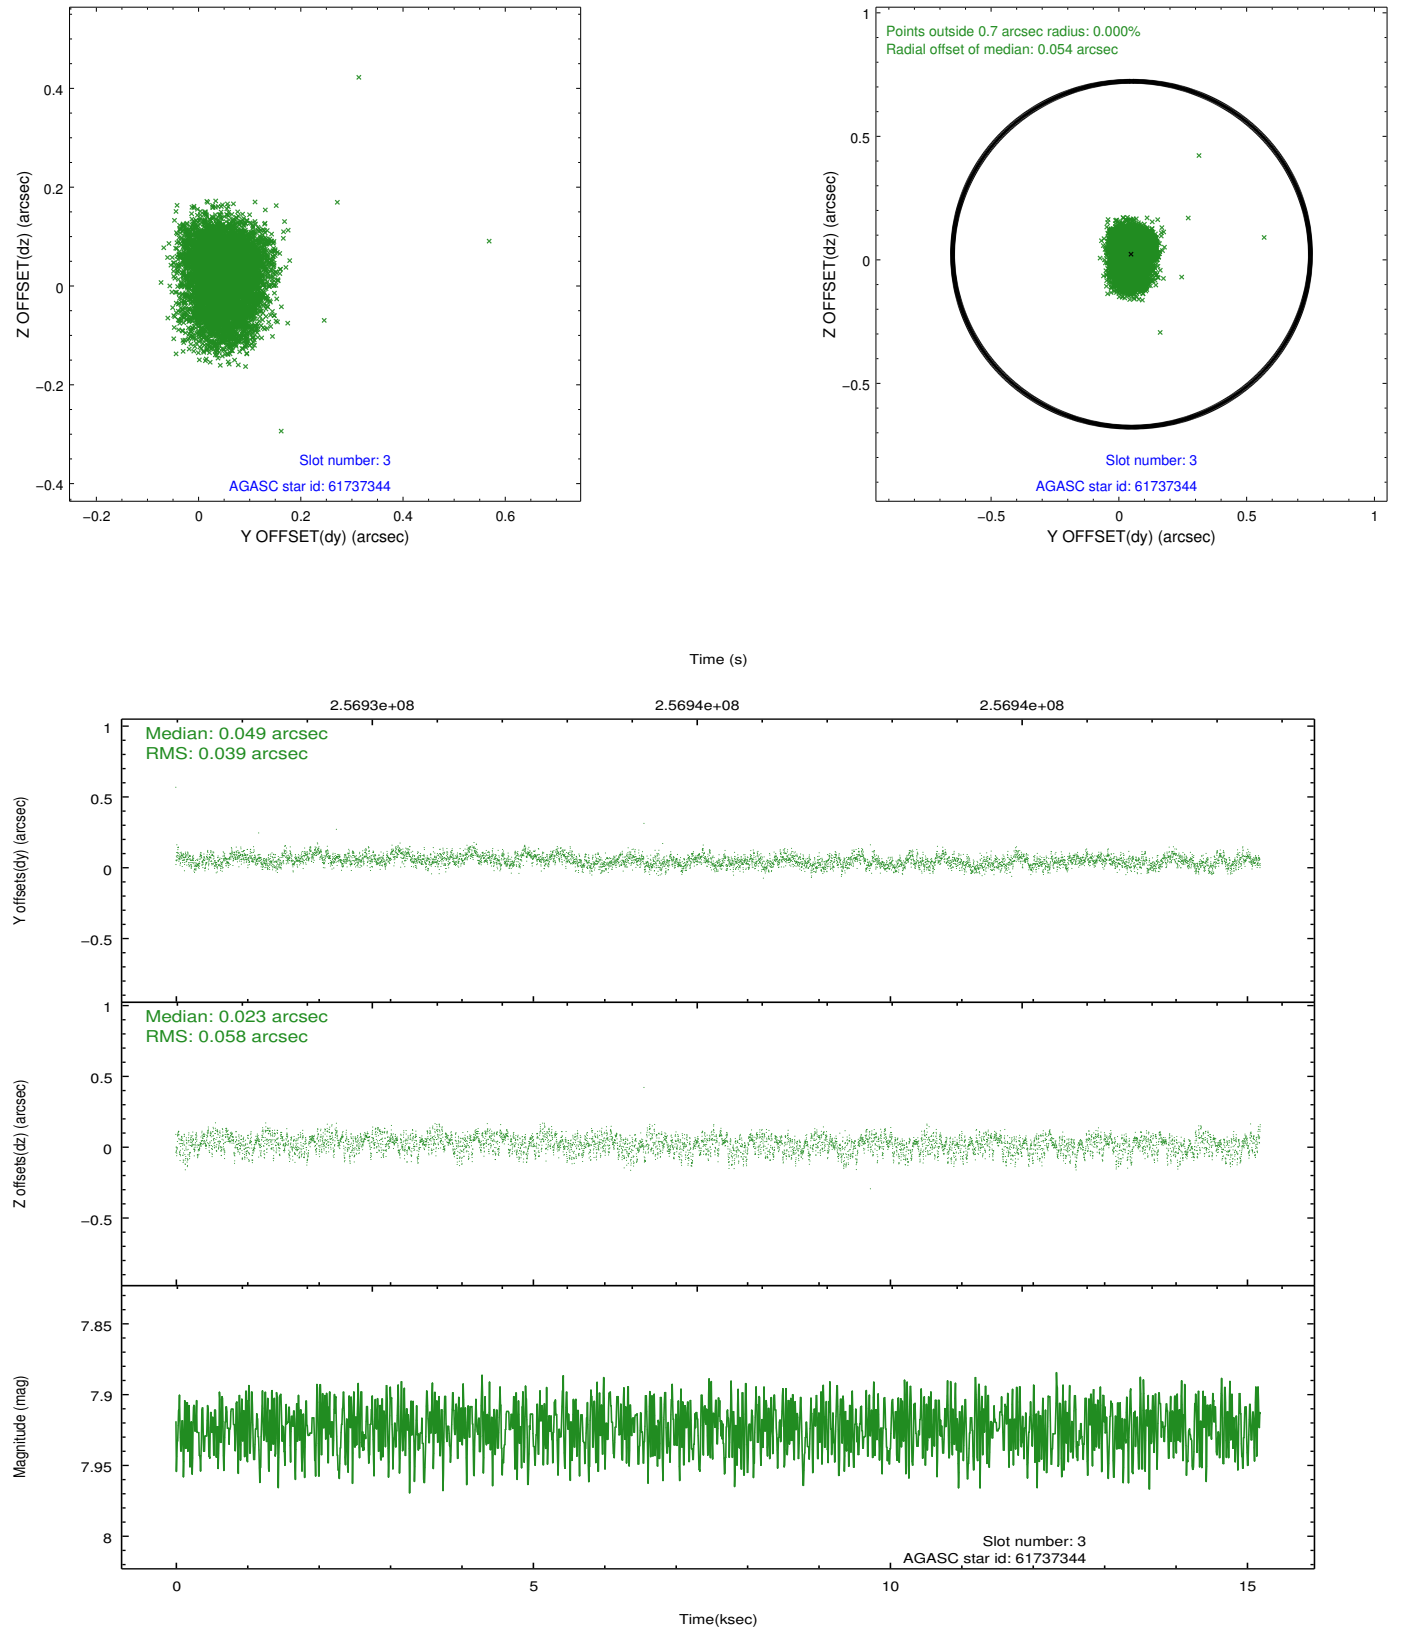 0.4
0.2
0
−0.2
−0.4
Z OFFSET(dz) (arcsec)
Slot number: 3
AGASC star id: 61737344
−0.2 0 0.2 0.4 0.6
Y OFFSET(dy) (arcsec)
Points outside 0.7 arcsec radius: 0.000%
Radial offset of median: 0.054 arcsec
1
0.5
0
−0.5
Z OFFSET(dz) (arcsec)
Slot number: 3
AGASC star id: 61737344
−0.5 0 0.5 1
Y OFFSET(dy) (arcsec)
Time (s)
2.5693e+08 2.5694e+08 2.5694e+08
Median: 0.049 arcsec
RMS: 0.039 arcsec
1
0.5
0
−0.5
Y offsets(dy) (arcsec)
Median: 0.023 arcsec
RMS: 0.058 arcsec
1
0.5
0
−0.5
Z offsets(dz) (arcsec)
7.85
7.9
7.95
8
Magnitude (mag)
Slot number: 3
AGASC star id: 61737344
0 5 10 15
Time(ksec)